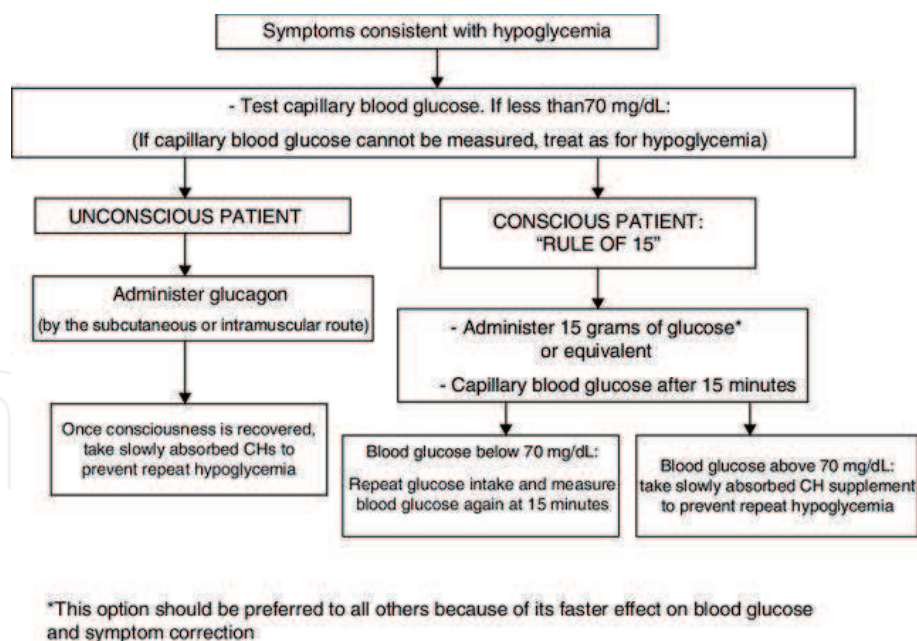 Symptoms consistent with hypoglycemia
- Test capillary blood glucose. If less than70 mg/dL:
(If capillary blood glucose cannot be measured, treat as for hypoglycemia)
UNCONSCIOUS PATIENT
Administer glucagon
(by the subcutaneous or intramuscular route)
Once consciousness is recovered,
take slowly absorbed CHs to
prevent repeat hypoglycemia
CONSCIOUS PATIENT:
"RULE OF 15"
- Administer 15 grams of glucose*
or equivalent
- Capillary blood glucose after 15 minutes
Blood glucose below 70 mg/dL:
Repeat glucose intake and measure
blood glucose again at 15 minutes
Blood glucose above 70 mg/dL:
take slowly absorbed CH supplement
to prevent repeat hypoglycemia
*This option should be preferred to all others because of its faster effect on blood glucose
and symptom correction